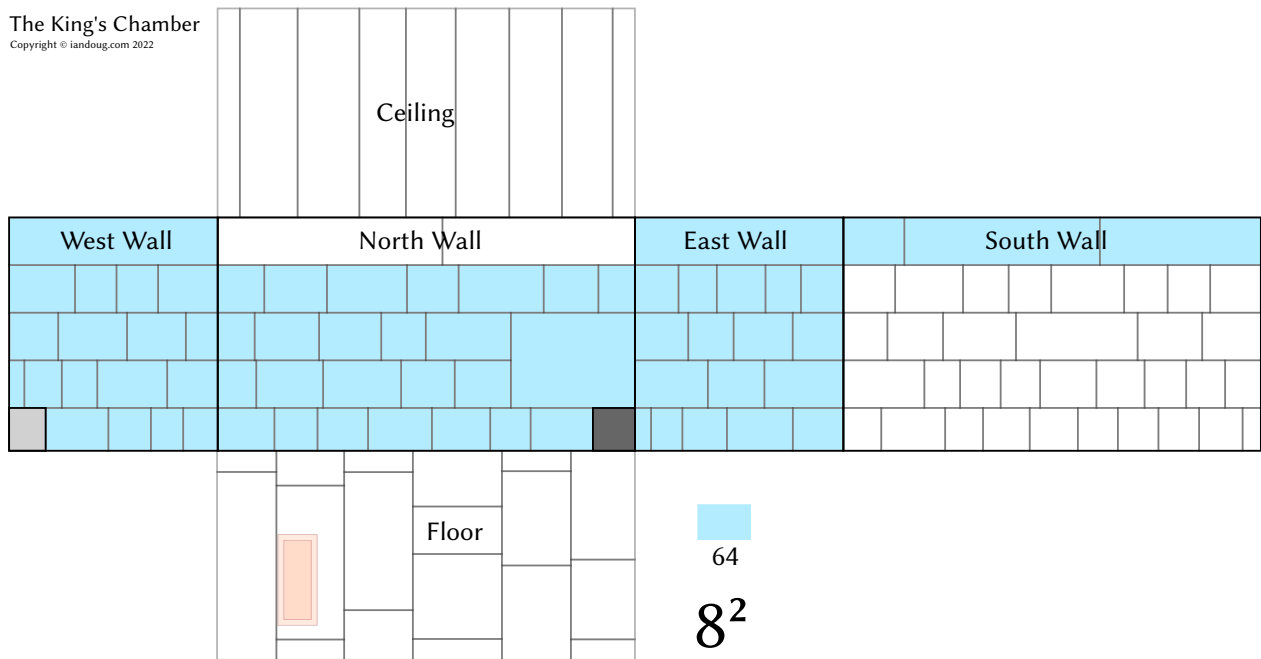 The King's Chamber
Copyright © iandoug.com 2022
Ceiling
West Wall
North Wall
East Wall
South Wall
Floor
64
8²